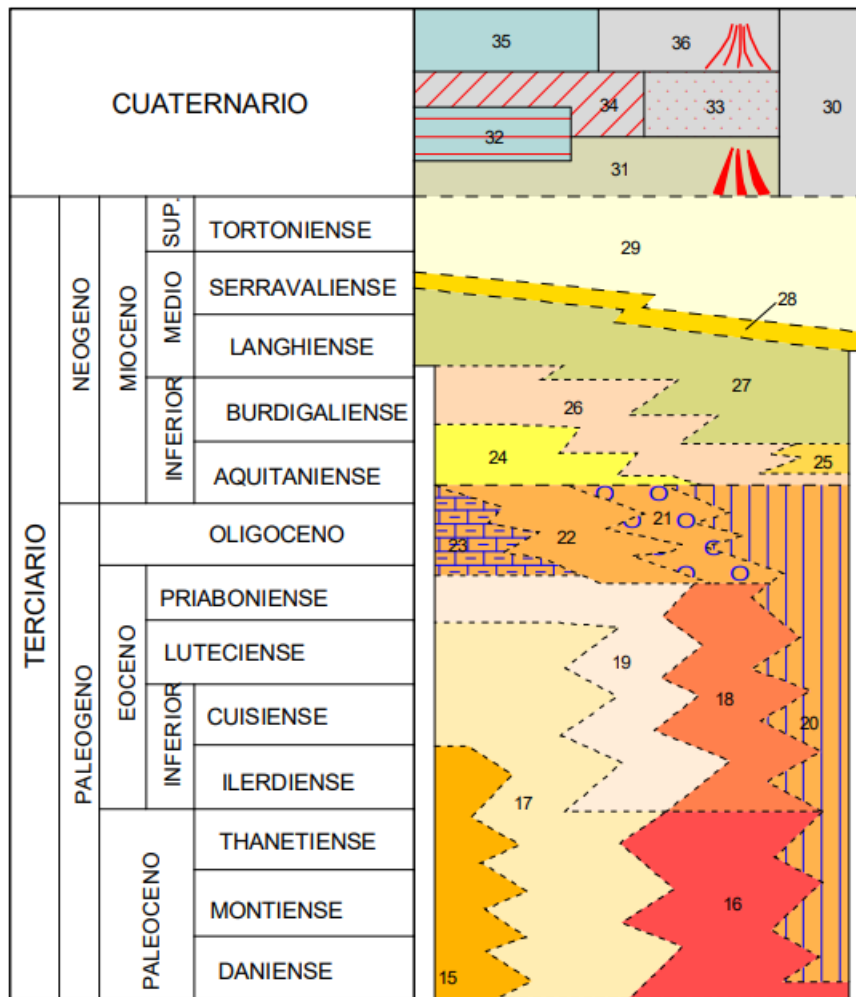 35
36
CUATERNARIO
34
33
30
32
31
TERCIARIO
NEOGENO
MIOCENO
SUP.
TORTONIENSE
29
MEDIO
SERRAVALIENSE
28
LANGHIENSE
27
INFERIOR
BURDIGALIENSE
26
24
25
AQUITANIENSE
PALEOGENO
OLIGOCENO
23
22
21
EOCENO
PRIABONIENSE
LUTECIENSE
19
18
20
INFERIOR
CUISIENSE
ILERDIENSE
17
PALEOCENO
THANETIENSE
MONTIENSE
16
DANIENSE
15